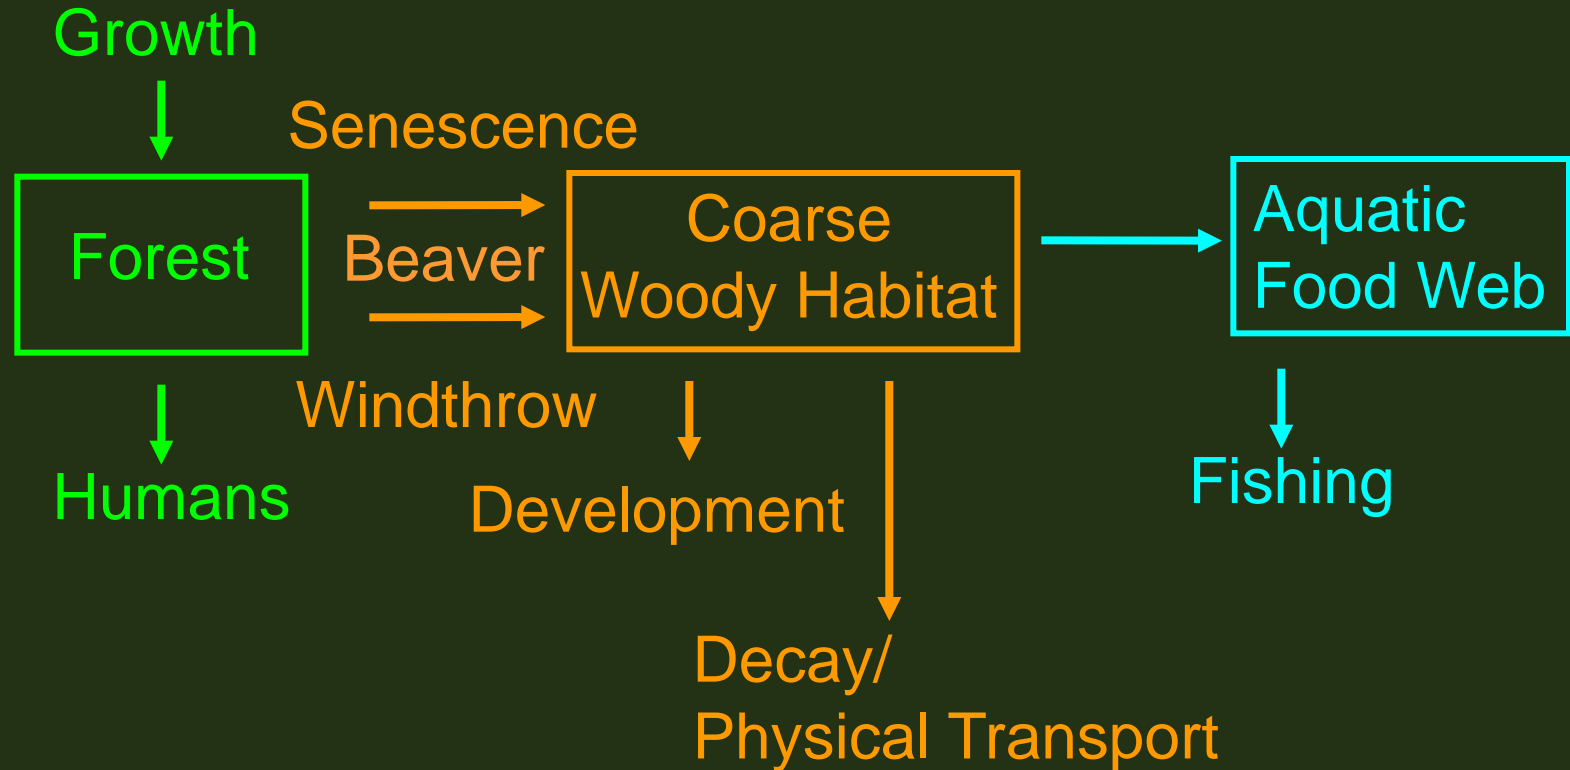 Growth
Senescence
Forest
Beaver
Coarse
Woody Habitat
Aquatic
Food Web
Windthrow
Humans
Development
Fishing
Decay/
Physical Transport